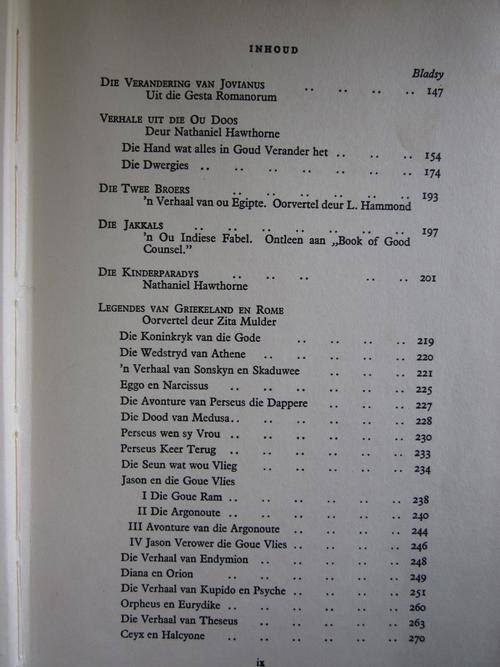 INHOUD
Bladsy
DIE VERANDERING VAN JOVIANUS .. .. .. .. 147
Uit die Gesta Romanorum
VERHALE UIT DIE OU DOOS
Deur Nathaniel Hawthorne
Die Hand wat alles in Goud Verander het .. .. .. 154
Die Dwergies .. .. .. .. .. .. .. 174
DIE TWEE BROERS .. .. .. .. .. .. 193
'n Verhaal van ou Egipte. Oorvertel deur L. Hammond
DIE JAKKALS .. .. .. .. .. .. .. 197
'n Ou Indiese Fabel. Ontleen aan „Book of Good
Counsel."
DIE KINDERPARADYS .. .. .. .. .. 201
Nathaniel Hawthorne
LEGENDES VAN GRIEKELAND EN ROME
Oorvertel deur Zita Mulder
Die Koninkryk van die Gode .. .. .. .. 219
Die Wedstryd van Athene .. .. .. .. .. 220
'n Verhaal van Sonskyn en Skaduwee .. .. .. 221
Eggo en Narcissus .. .. .. .. .. .. 225
Die Avonture van Perseus die Dappere .. .. .. 227
Die Dood van Medusa .. .. .. .. .. .. 228
Perseus wen sy Vrou .. .. .. .. .. .. 230
Perseus Keer Terug .. .. .. .. .. .. 233
Die Seun wat wou Vlieg .. .. .. .. .. 234
Jason en die Goue Vlies
I Die Goue Ram .. .. .. .. .. .. 238
II Die Argonoute .. .. .. .. .. .. 240
III Avonture van die Argonoute .. .. .. .. 244
IV Jason Verower die Goue Vlies .. .. .. .. 246
Die Verhaal van Endymion .. .. .. .. .. 248
Diana en Orion .. .. .. .. .. .. 249
Die Verhaal van Kupido en Psyche .. .. .. .. 251
Orpheus en Eurydike .. .. .. .. .. .. 260
Die Verhaal van Theseus .. .. .. .. .. 263
Ceyx en Halcyone .. .. .. .. .. .. 270
ix